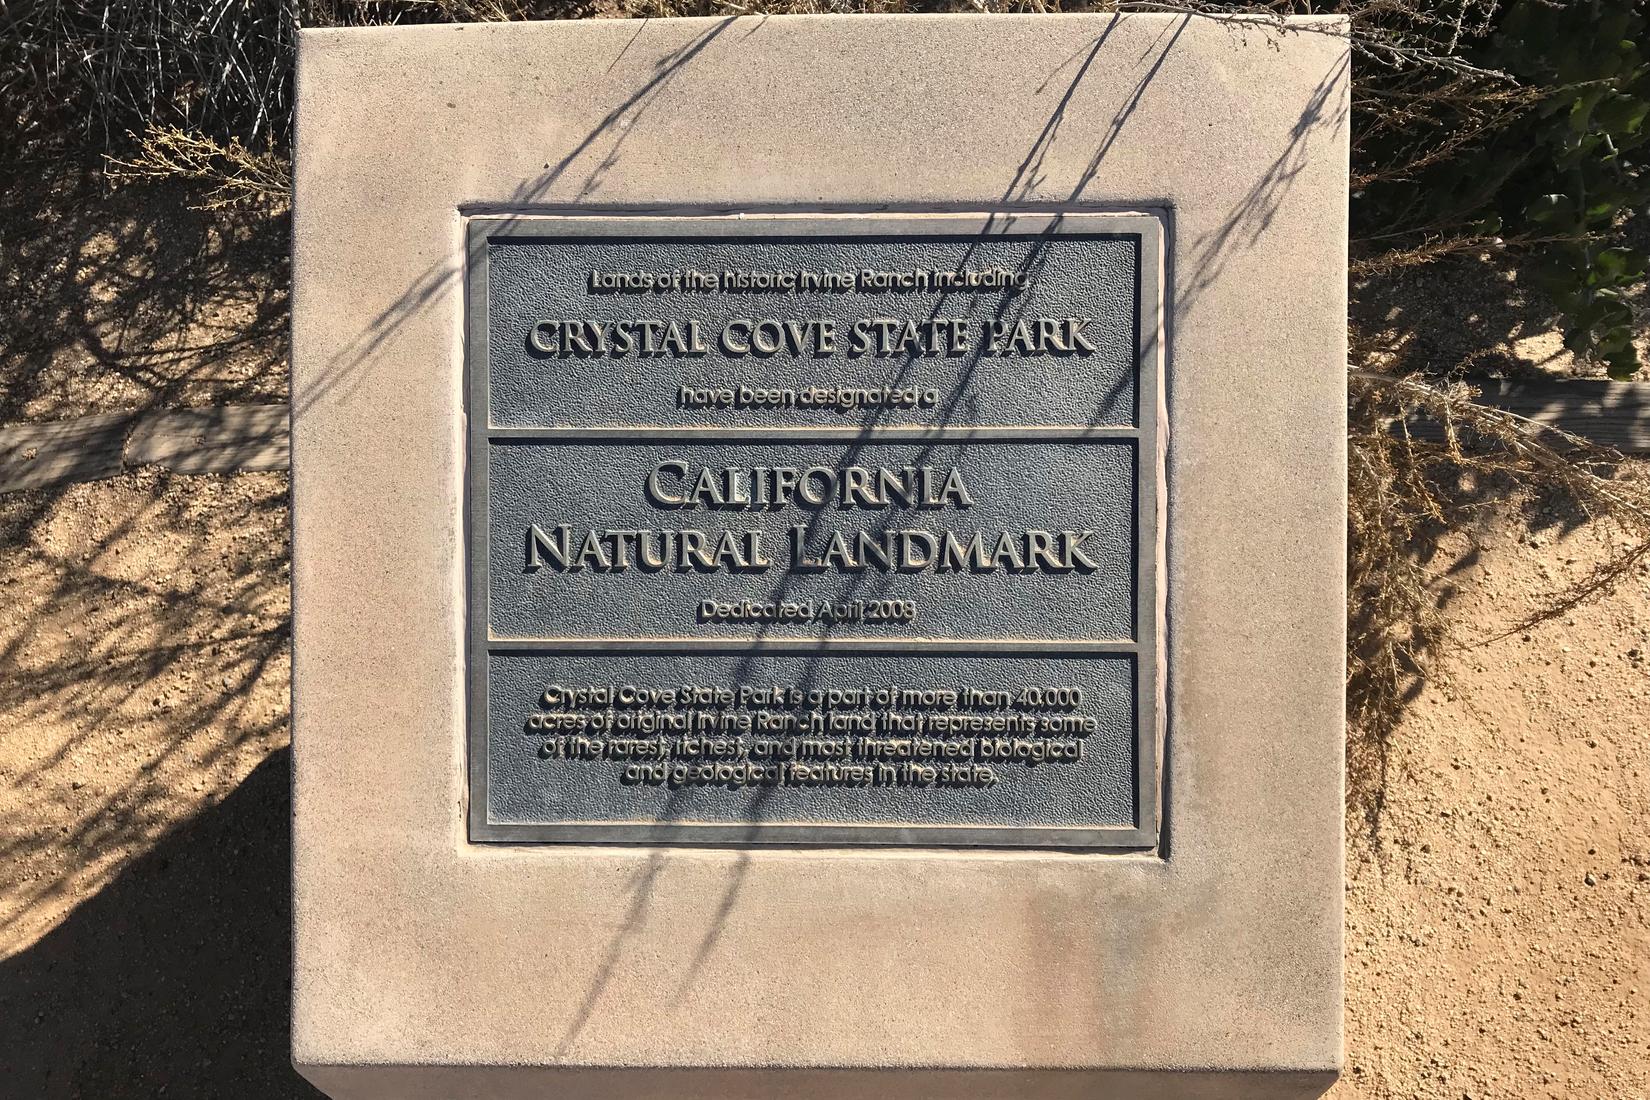 Lands of the historic Irvine Ranch including
CRYSTAL COVE STATE PARK
have been designated a
CALIFORNIA
NATURAL LANDMARK
Dedicated April 2008
Crystal Cove State Park is a part of more than 40,000
acres of original Irvine Ranch land that represents some
of the rarest, richest, and most threatened biological
and geological features in the state.